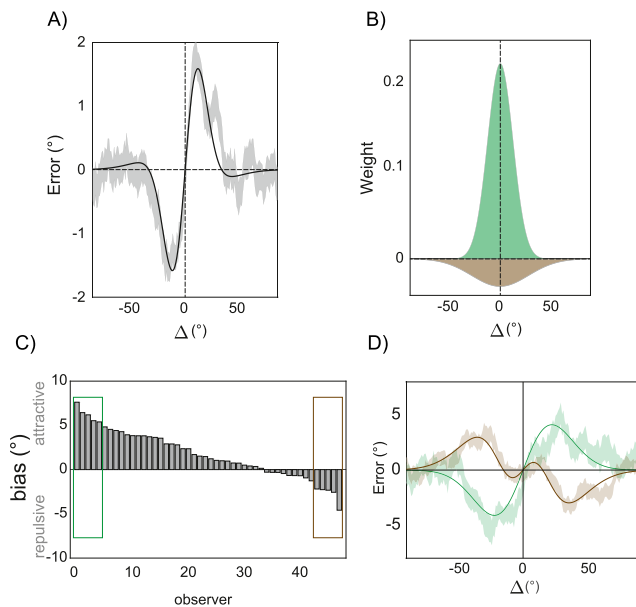 A)
2
1
0
-1
-2
Error (°)
-50
0
50
Δ (°)
B)
0.2
0.1
0
Weight
-50
0
50
Δ (°)
C)
10
5
0
-5
-10
bias (°)
attractive
repulsive
0
10
20
30
40
observer
D)
5
0
-5
Error (°)
-50
0
50
Δ(°)